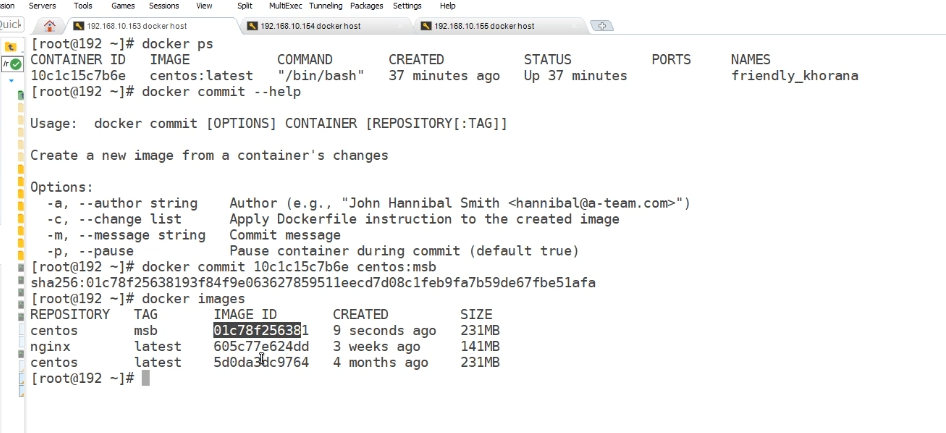 Servers Tools Games Sessions View Split MultiExec Tunneling Packages Settings Help
192.168.10.153 docker host 192.168.10.154 docker host 192.168.10.155 docker host
[root@192 ~]# docker ps
CONTAINER ID IMAGE COMMAND CREATED STATUS PORTS NAMES
10c1c15c7b6e centos:latest "/bin/bash" 37 minutes ago Up 37 minutes friendly_khorana
[root@192 ~]# docker commit --help
Usage: docker commit [OPTIONS] CONTAINER [REPOSITORY[:TAG]]
Create a new image from a container's changes
Options:
-a, --author string Author (e.g., "John Hannibal Smith <hannibal@a-team.com>")
-c, --change list Apply Dockerfile instruction to the created image
-m, --message string Commit message
-p, --pause Pause container during commit (default true)
[root@192 ~]# docker commit 10c1c15c7b6e centos:msb
sha256:01c78f25638193f84f9e063627859511eecd7d08c1feb9fa7b59de67fbe51afa
[root@192 ~]# docker images
REPOSITORY TAG IMAGE ID CREATED SIZE
centos msb 01c78f256381 9 seconds ago 231MB
nginx latest 605c77e624dd 3 weeks ago 141MB
centos latest 5d0da3dc9764 4 months ago 231MB
[root@192 ~]#